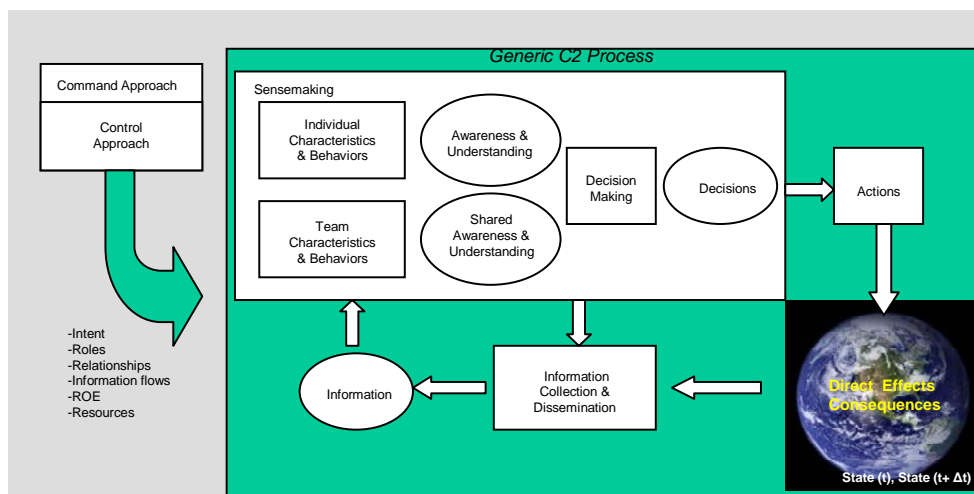 Generic C2 Process
Command Approach
Control
Approach
-Intent
-Roles
-Relationships
-Information flows
-ROE
-Resources
Sensemaking
Individual
Characteristics
& Behaviors
Awareness &
Understanding
Team
Characteristics
& Behaviors
Shared
Awareness &
Understanding
Decision
Making
Decisions
Actions
Information
Information
Collection &
Dissemination
Direct Effects
Consequences
State (t), State (t+ Δt)